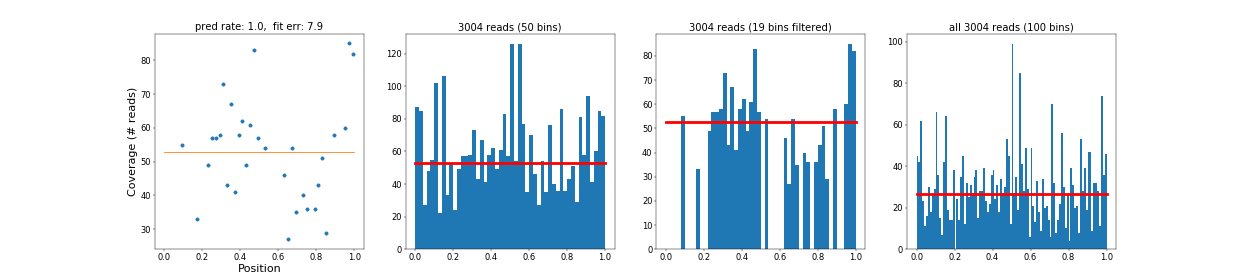 pred rate: 1.0,  fit err: 7.9
Coverage (# reads)
80
70
60
50
40
30
0.0 0.2 0.4 0.6 0.8 1.0
Position
3004 reads (50 bins)
120
100
80
60
40
20
0
0.0 0.2 0.4 0.6 0.8 1.0
3004 reads (19 bins filtered)
80
70
60
50
40
30
20
10
0
0.0 0.2 0.4 0.6 0.8 1.0
all 3004 reads (100 bins)
100
80
60
40
20
0
0.0 0.2 0.4 0.6 0.8 1.0